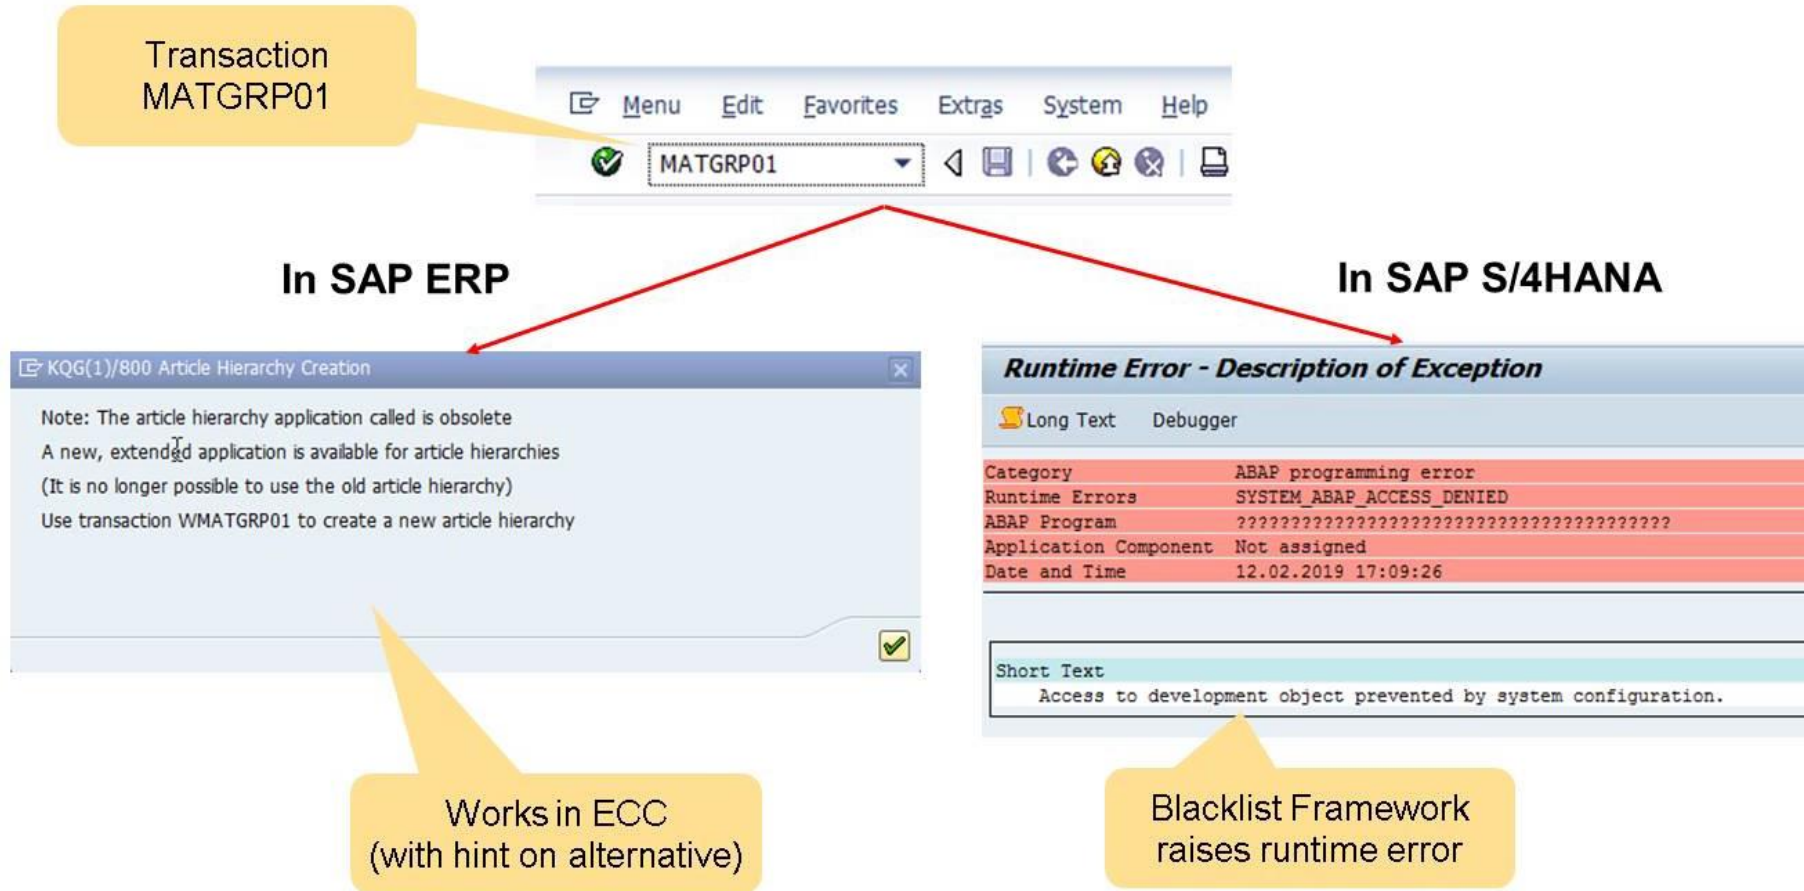 Transaction
MATGRP01
Menu Edit Favorites Extras System Help
MATGRP01
In SAP ERP
In SAP S/4HANA
KQG(1)/800 Article Hierarchy Creation
Note: The article hierarchy application called is obsolete
A new, extended application is available for article hierarchies
(It is no longer possible to use the old article hierarchy)
Use transaction WMATGRP01 to create a new article hierarchy
Works in ECC
(with hint on alternative)
Runtime Error - Description of Exception
Long Text Debugger
Category ABAP programming error
Runtime Errors SYSTEM_ABAP_ACCESS_DENIED
ABAP Program ????????????????????????????????????????
Application Component Not assigned
Date and Time 12.02.2019 17:09:26
Short Text
Access to development object prevented by system configuration.
Blacklist Framework
raises runtime error